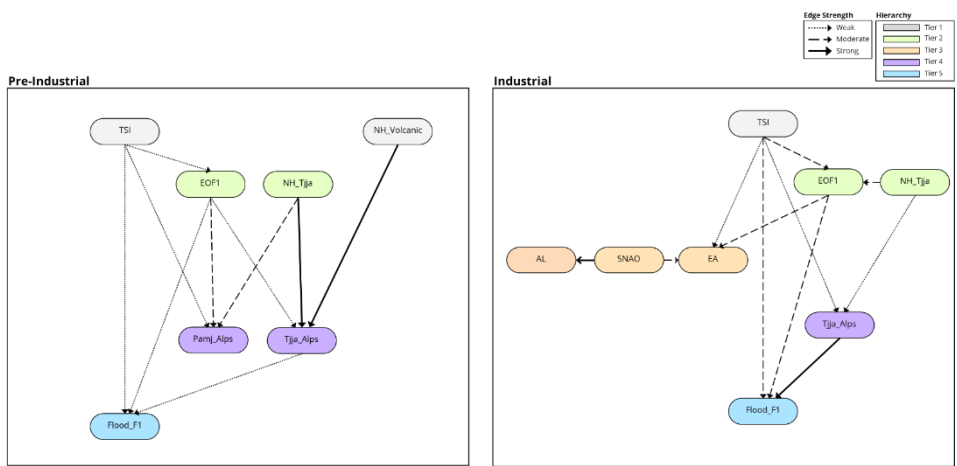 Edge Strength
Weak
Moderate
Strong
Hierarchy
Tier 1
Tier 2
Tier 3
Tier 4
Tier 5
Pre-Industrial
TSI
NH_Volcanic
EOF1
NH_Tjja
Pamj_Alps
Tjja_Alps
Flood_F1
Industrial
TSI
EOF1
NH_Tjja
AL
SNAO
EA
Tjja_Alps
Flood_F1